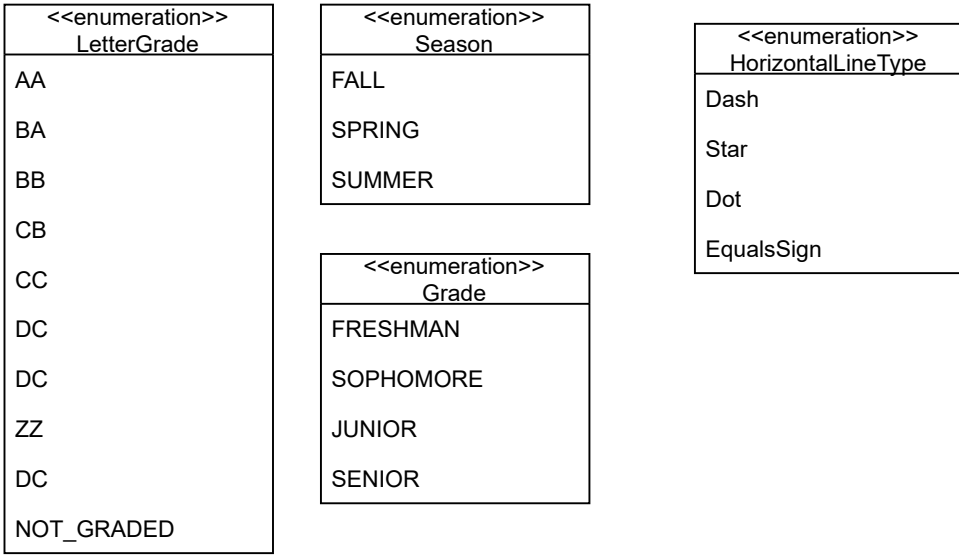 <<enumeration>>
LetterGrade
AA
BA
BB
CB
CC
DC
DC
ZZ
DC
NOT_GRADED
<<enumeration>>
Season
FALL
SPRING
SUMMER
<<enumeration>>
Grade
FRESHMAN
SOPHOMORE
JUNIOR
SENIOR
<<enumeration>>
HorizontalLineType
Dash
Star
Dot
EqualsSign